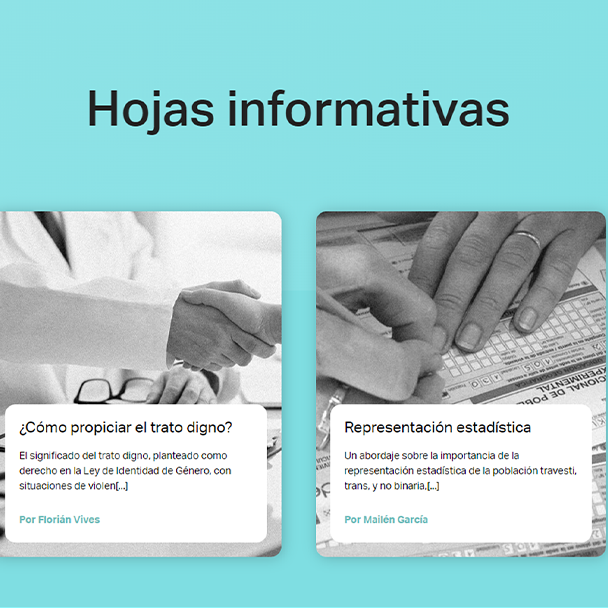 Hojas informativas
¿Cómo propiciar el trato digno?
El significado del trato digno, planteado como
derecho en la Ley de Identidad de Género, con
situaciones de violen[...]
Por Florián Vives
Representación estadística
Un abordaje sobre la importancia de la
representación estadística de la población travesti,
trans, y no binaria.[...]
Por Mailén García
EXPERIMENTAL